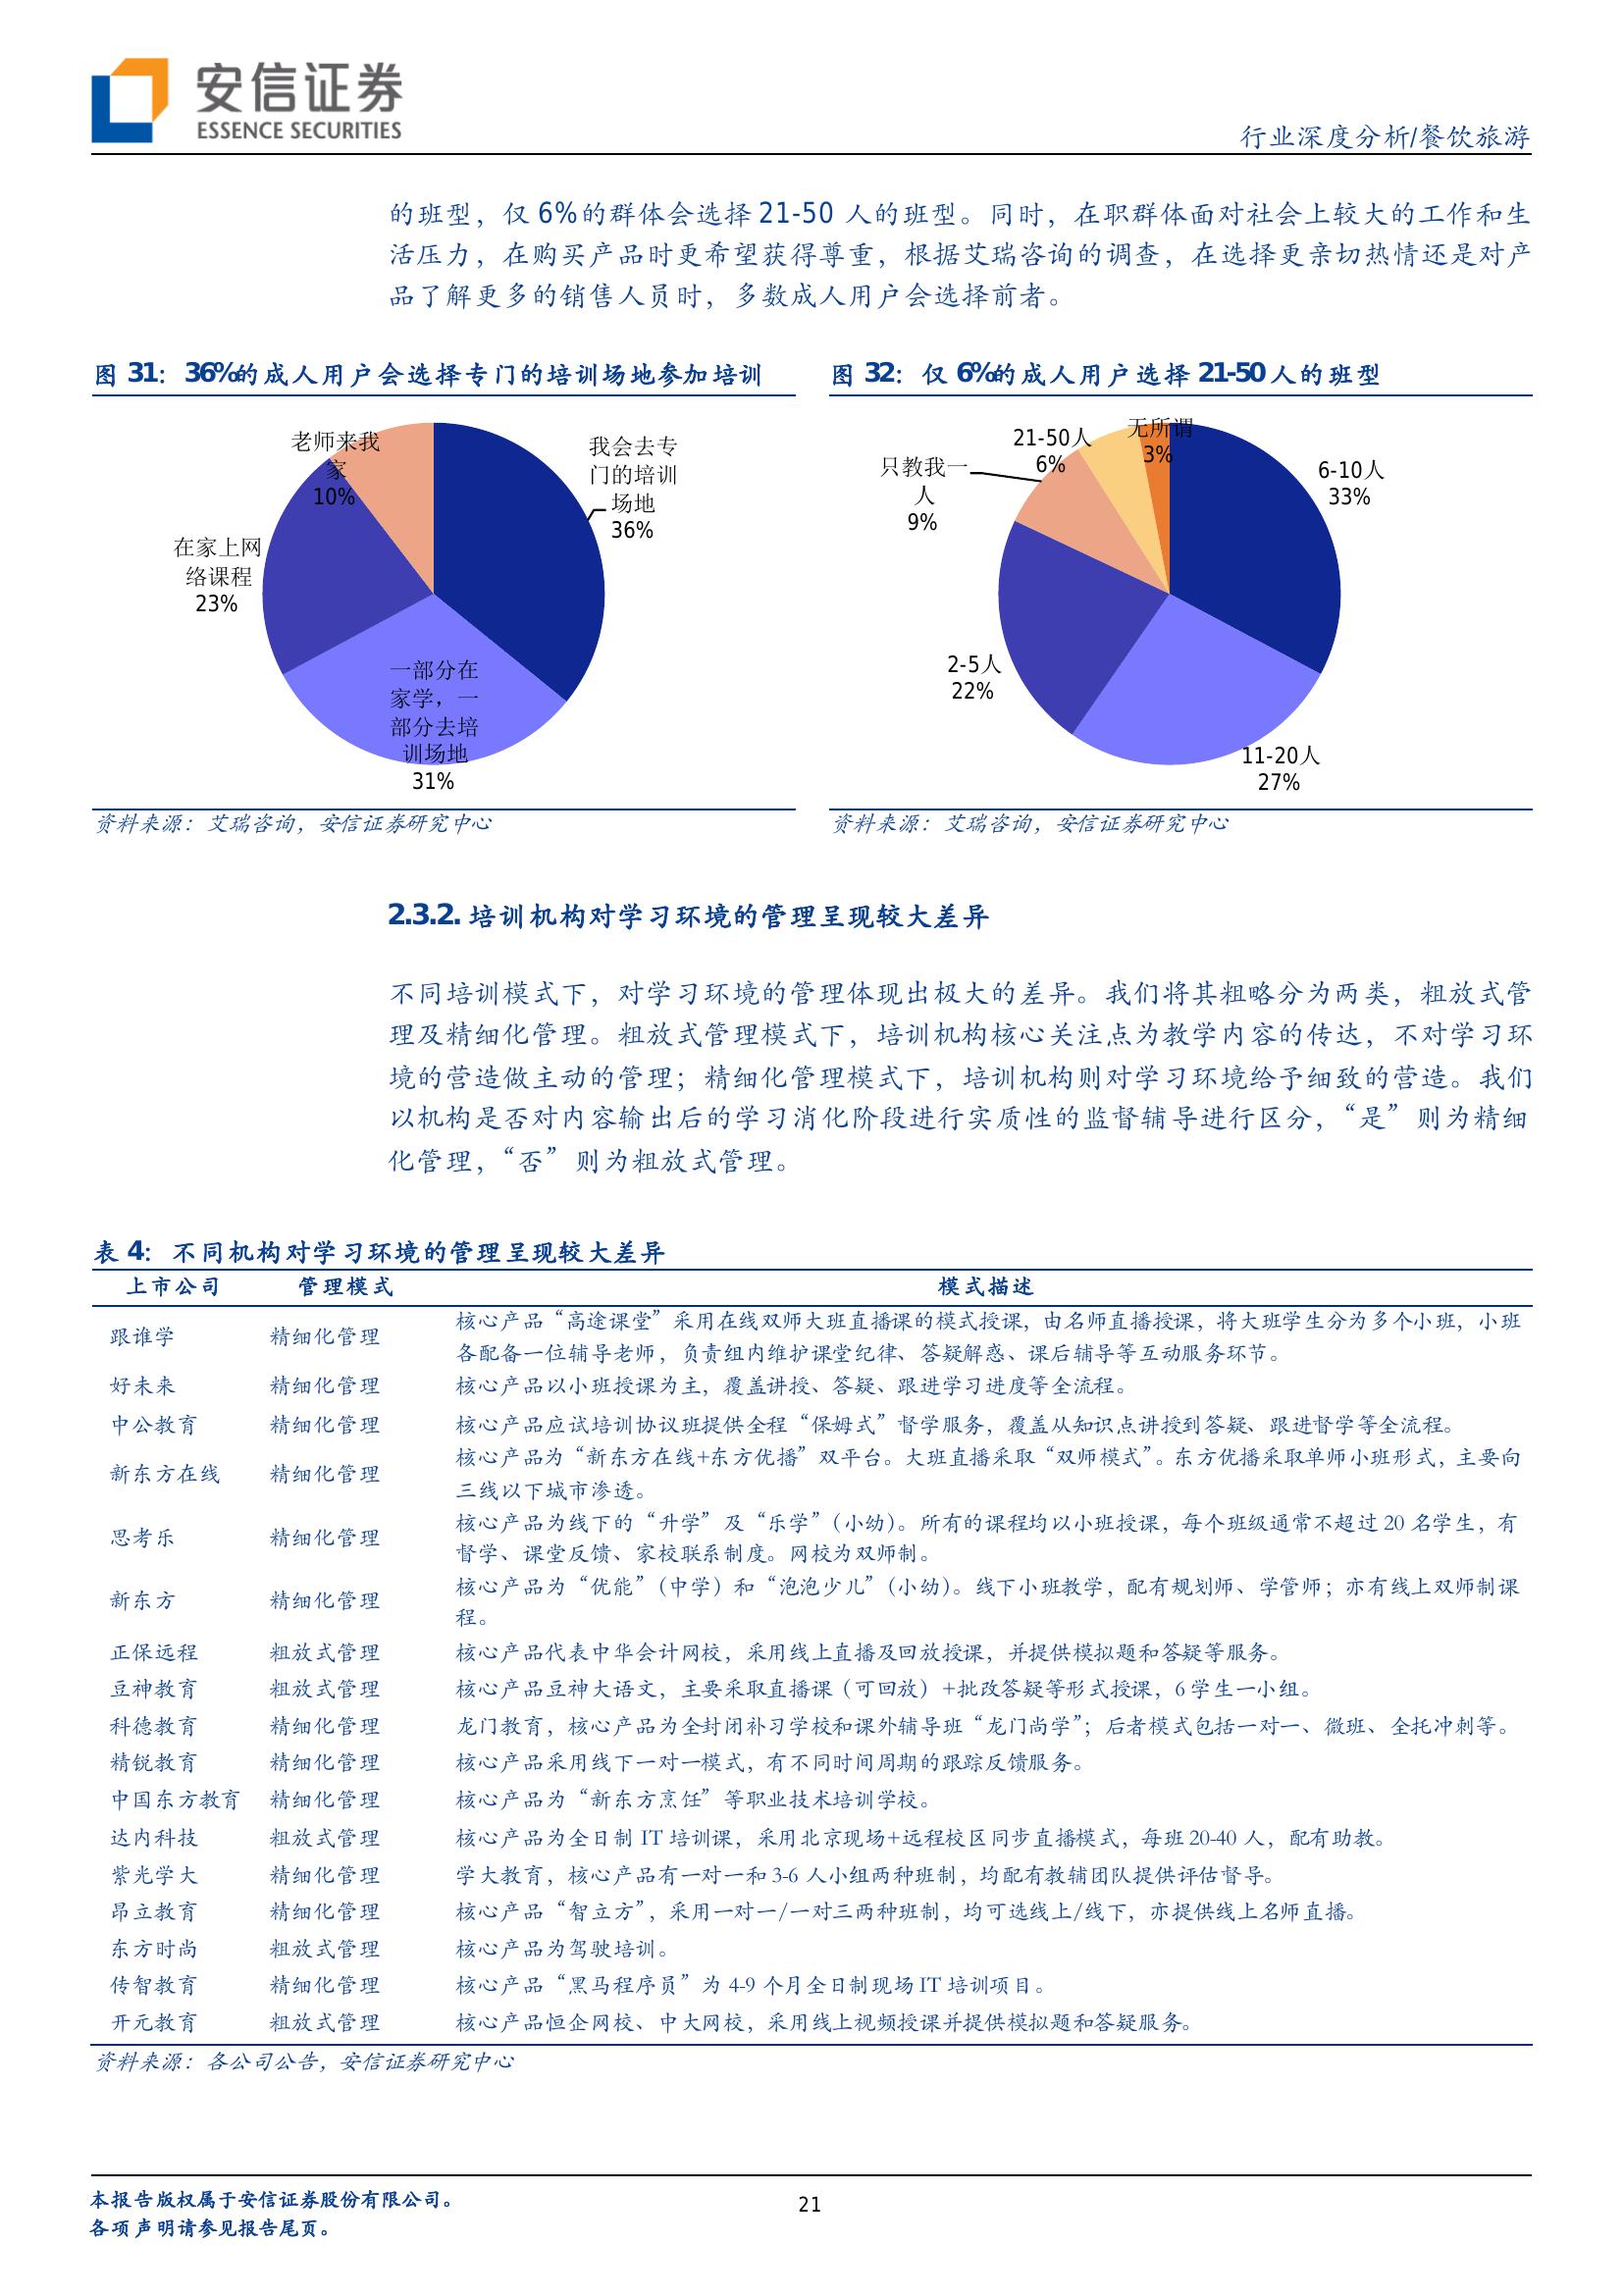 安信证券
ESSENCE SECURITIES
行业深度分析/餐饮旅游
的班型，仅 6%的群体会选择 21-50 人的班型。同时，在职群体面对社会上较大的工作和生
活压力，在购买产品时更希望获得尊重，根据艾瑞咨询的调查，在选择更亲切热情还是对产
品了解更多的销售人员时，多数成人用户会选择前者。
图 31：36%的成人用户会选择专门的培训场地参加培训
老师来我
家
10%
我会去专
门的培训
场地
36%
在家上网
络课程
23%
一部分在
家学，一
部分去培
训场地
31%
资料来源：艾瑞咨询，安信证券研究中心
图 32：仅 6%的成人用户选择 21-50 人的班型
无所谓
3%
21-50人
6%
只教我一
人
9%
6-10人
33%
2-5人
22%
11-20人
27%
资料来源：艾瑞咨询，安信证券研究中心
2.3.2. 培训机构对学习环境的管理呈现较大差异
不同培训模式下，对学习环境的管理体现出极大的差异。我们将其粗略分为两类，粗放式管
理及精细化管理。粗放式管理模式下，培训机构核心关注点为教学内容的传达，不对学习环
境的营造做主动的管理；精细化管理模式下，培训机构则对学习环境给予细致的营造。我们
以机构是否对内容输出后的学习消化阶段进行实质性的监督辅导进行区分，“是”则为精细
化管理，“否”则为粗放式管理。
表 4：不同机构对学习环境的管理呈现较大差异
上市公司 管理模式 模式描述
跟谁学 精细化管理 核心产品“高途课堂”采用在线双师大班直播课的模式授课，由名师直播授课，将大班学生分为多个小班，小班
各配备一位辅导老师，负责组内维护课堂纪律、答疑解惑、课后辅导等互动服务环节。
好未来 精细化管理 核心产品以小班授课为主，覆盖讲授、答疑、跟进学习进度等全流程。
中公教育 精细化管理 核心产品应试培训协议班提供全程“保姆式”督学服务，覆盖从知识点讲授到答疑、跟进督学等全流程。
新东方在线 精细化管理 核心产品为“新东方在线+东方优播”双平台。大班直播采取“双师模式”。东方优播采取单师小班形式，主要向
三线以下城市渗透。
思考乐 精细化管理 核心产品为线下的“升学”及“乐学”（小幼）。所有的课程均以小班授课，每个班级通常不超过 20 名学生，有
督学、课堂反馈、家校联系制度。网校为双师制。
新东方 精细化管理 核心产品为“优能”（中学）和“泡泡少儿”（小幼）。线下小班教学，配有规划师、学管师；亦有线上双师制课
程。
正保远程 粗放式管理 核心产品代表中华会计网校，采用线上直播及回放授课，并提供模拟题和答疑等服务。
豆神教育 粗放式管理 核心产品豆神大语文，主要采取直播课（可回放）+批改答疑等形式授课，6 学生一小组。
科德教育 精细化管理 龙门教育，核心产品为全封闭补习学校和课外辅导班“龙门尚学”；后者模式包括一对一、微班、全托冲刺等。
精锐教育 精细化管理 核心产品采用线下一对一模式，有不同时间周期的跟踪反馈服务。
中国东方教育 精细化管理 核心产品为“新东方烹饪”等职业技术培训学校。
达内科技 粗放式管理 核心产品为全日制 IT 培训课，采用北京现场+远程校区同步直播模式，每班 20-40 人，配有助教。
紫光学大 精细化管理 学大教育，核心产品有一对一和 3-6 人小组两种班制，均配有教辅团队提供评估督导。
昂立教育 精细化管理 核心产品“智立方”，采用一对一/一对三两种班制，均可选线上/线下，亦提供线上名师直播。
东方时尚 粗放式管理 核心产品为驾驶培训。
传智教育 精细化管理 核心产品“黑马程序员”为 4-9 个月全日制现场 IT 培训项目。
开元教育 粗放式管理 核心产品恒企网校、中大网校，采用线上视频授课并提供模拟题和答疑服务。
资料来源：各公司公告，安信证券研究中心
本报告版权属于安信证券股份有限公司。
各项声明请参见报告尾页。
21